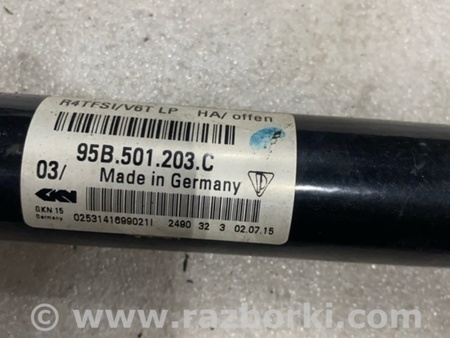 R4TFSI/V6T LP HA/ offen
03/ 95B.501.203.C
Made in Germany
GKN
GKN 15
Germany
02531416990211 2490 32 3 02.07.15
www.razborki.com